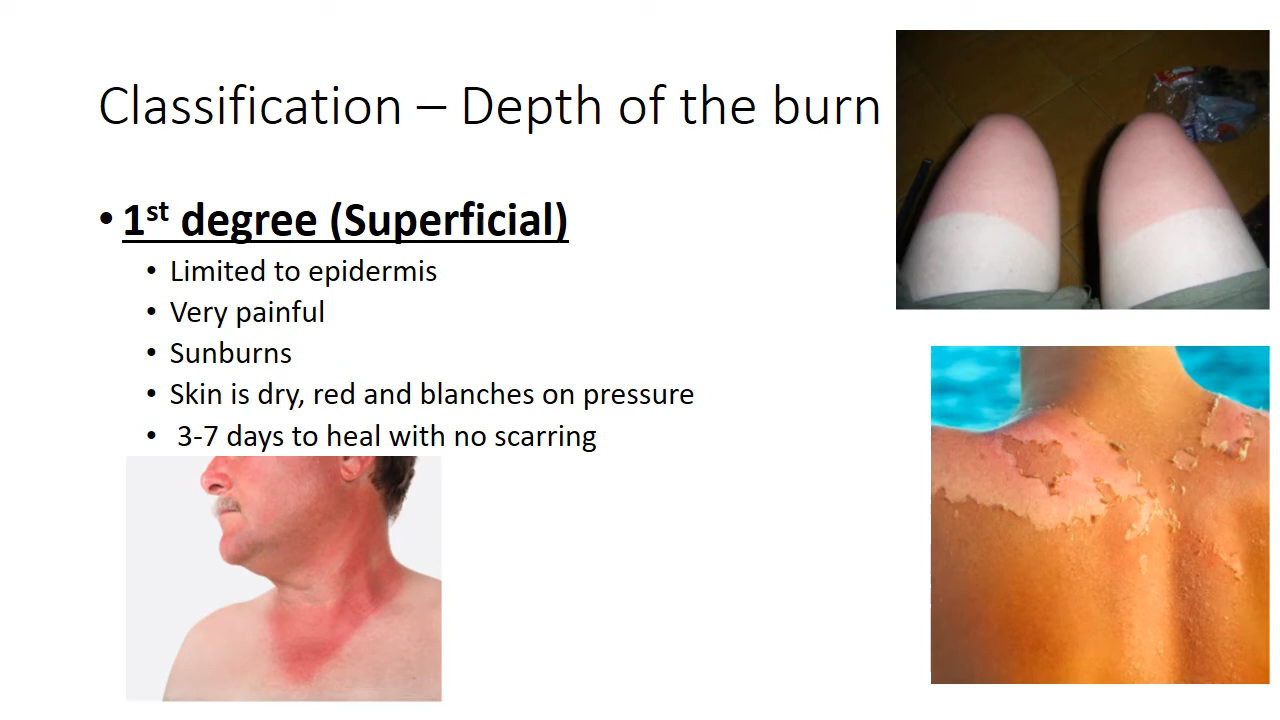 Classification – Depth of the burn
• 1st degree (Superficial)
• Limited to epidermis
• Very painful
• Sunburns
• Skin is dry, red and blanches on pressure
• 3-7 days to heal with no scarring